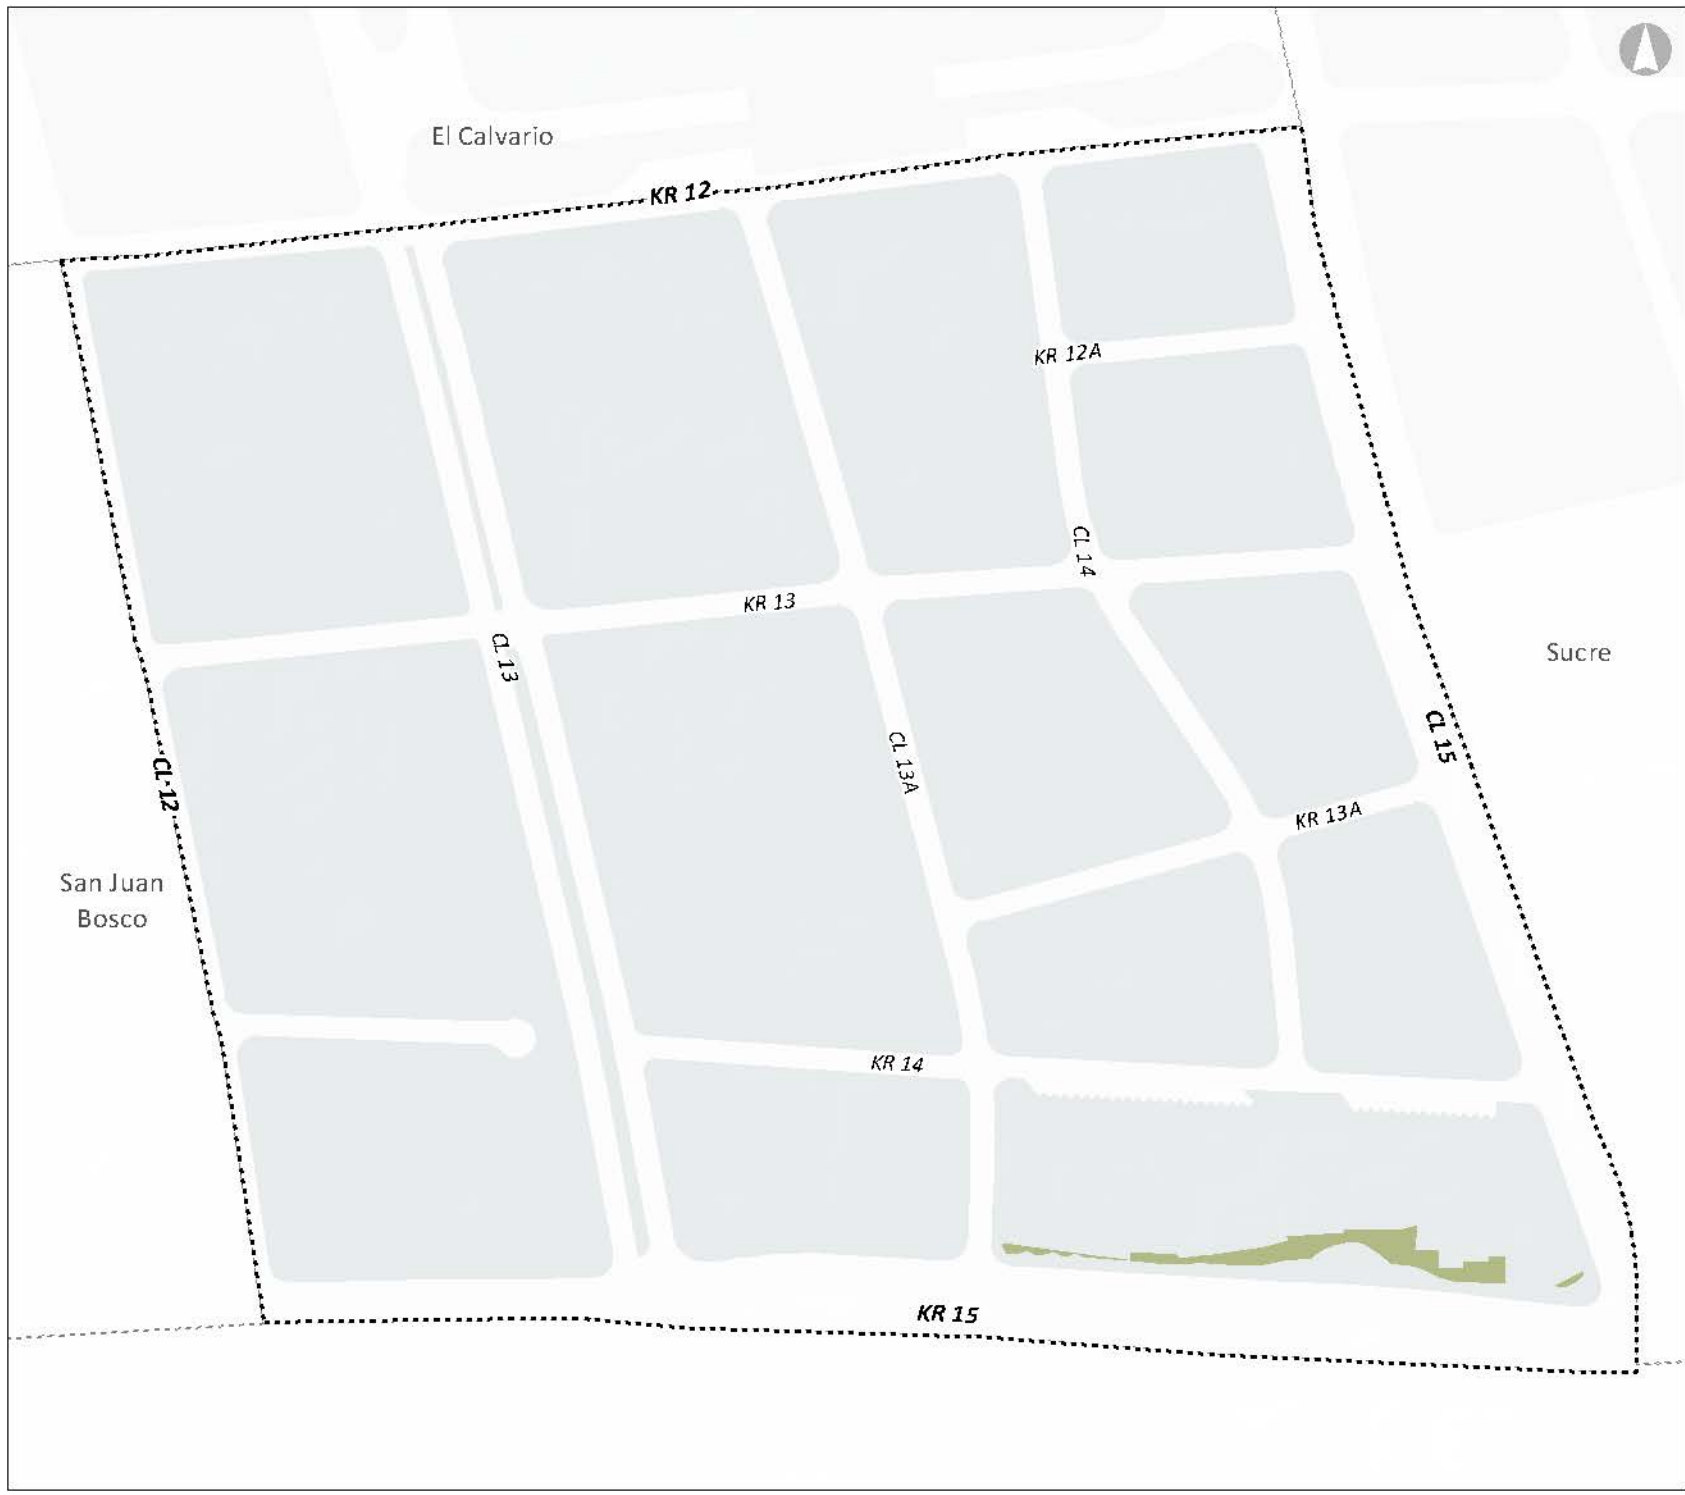 El Calvario
KR 12
KR 12A
CL 14
KR 13
CL 13
Sucre
CL 15
CL 13A
CL 12
KR 13A
San Juan
Bosco
KR 14
KR 15